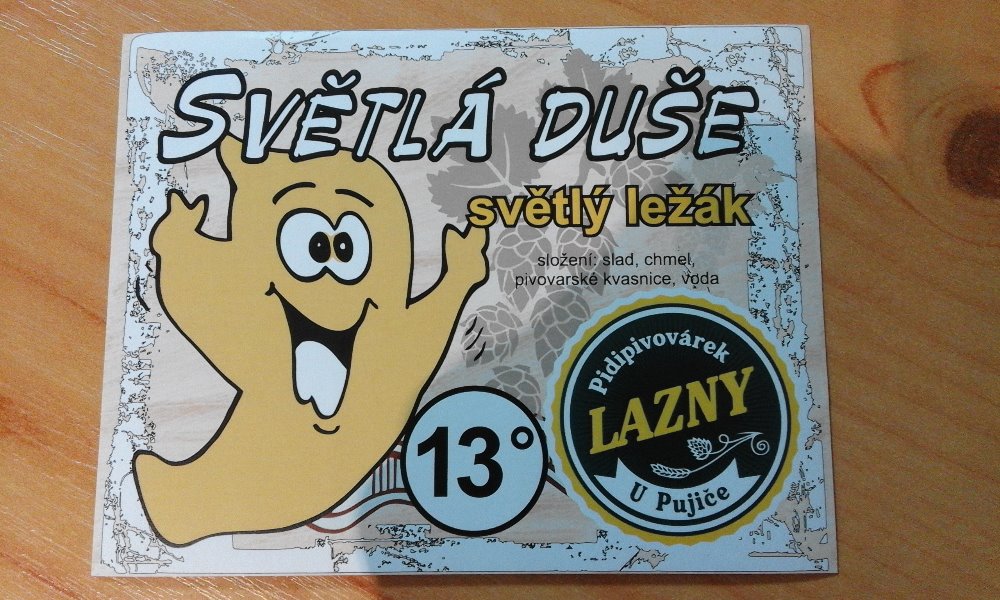 SVĚTLÁ DUŠE
světlý ležák
složení: slad, chmel,
pivovarské kvasnice, voda
13°
Pidipivovárek
LAZNY
U Pujiče